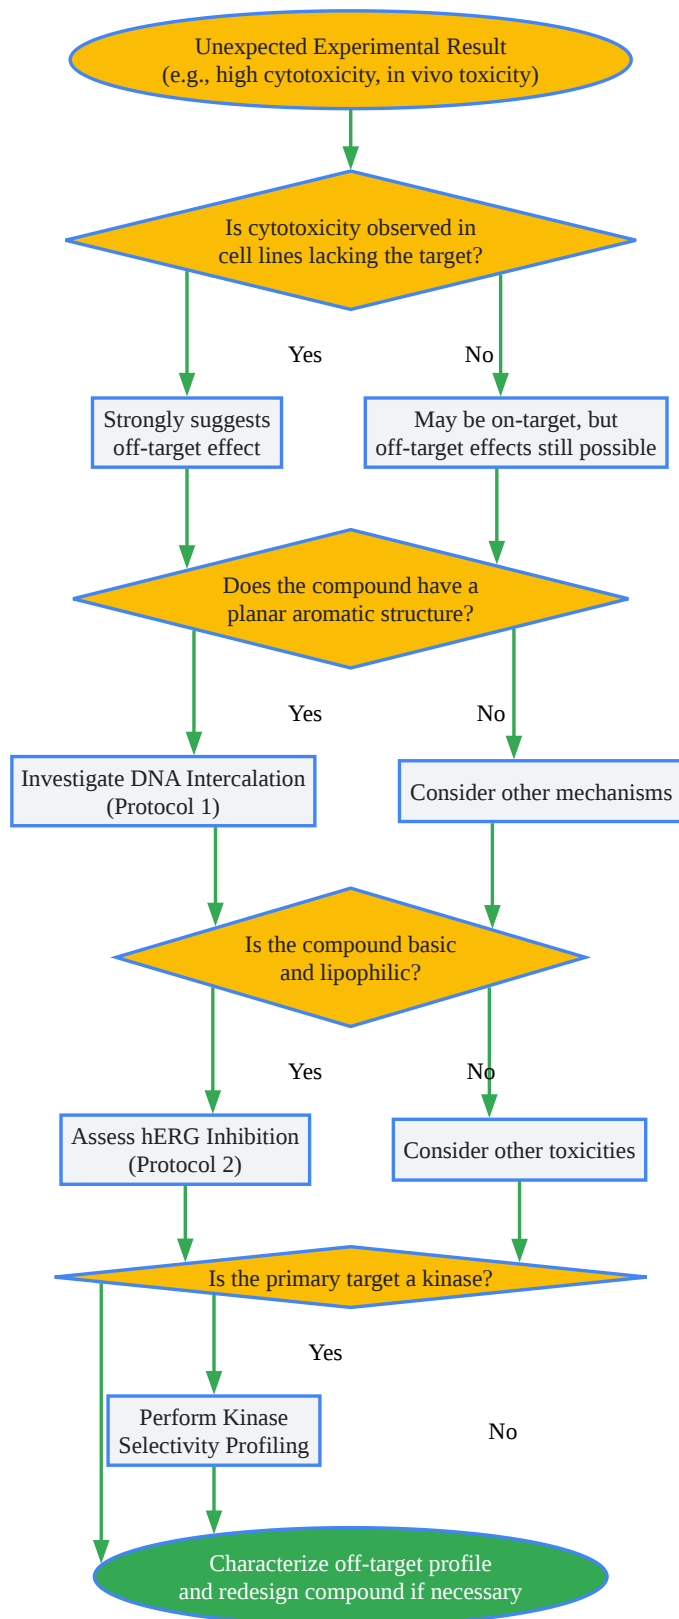 Unexpected Experimental Result
(e.g., high cytotoxicity, in vivo toxicity)
Is cytotoxicity observed in
cell lines lacking the target?
Yes
No
Strongly suggests
off-target effect
May be on-target, but
off-target effects still possible
Does the compound have a
planar aromatic structure?
Yes
No
Investigate DNA Intercalation
(Protocol 1)
Consider other mechanisms
Is the compound basic
and lipophilic?
Yes
No
Assess hERG Inhibition
(Protocol 2)
Consider other toxicities
Is the primary target a kinase?
Yes
Perform Kinase
Selectivity Profiling
No
Characterize off-target profile
and redesign compound if necessary